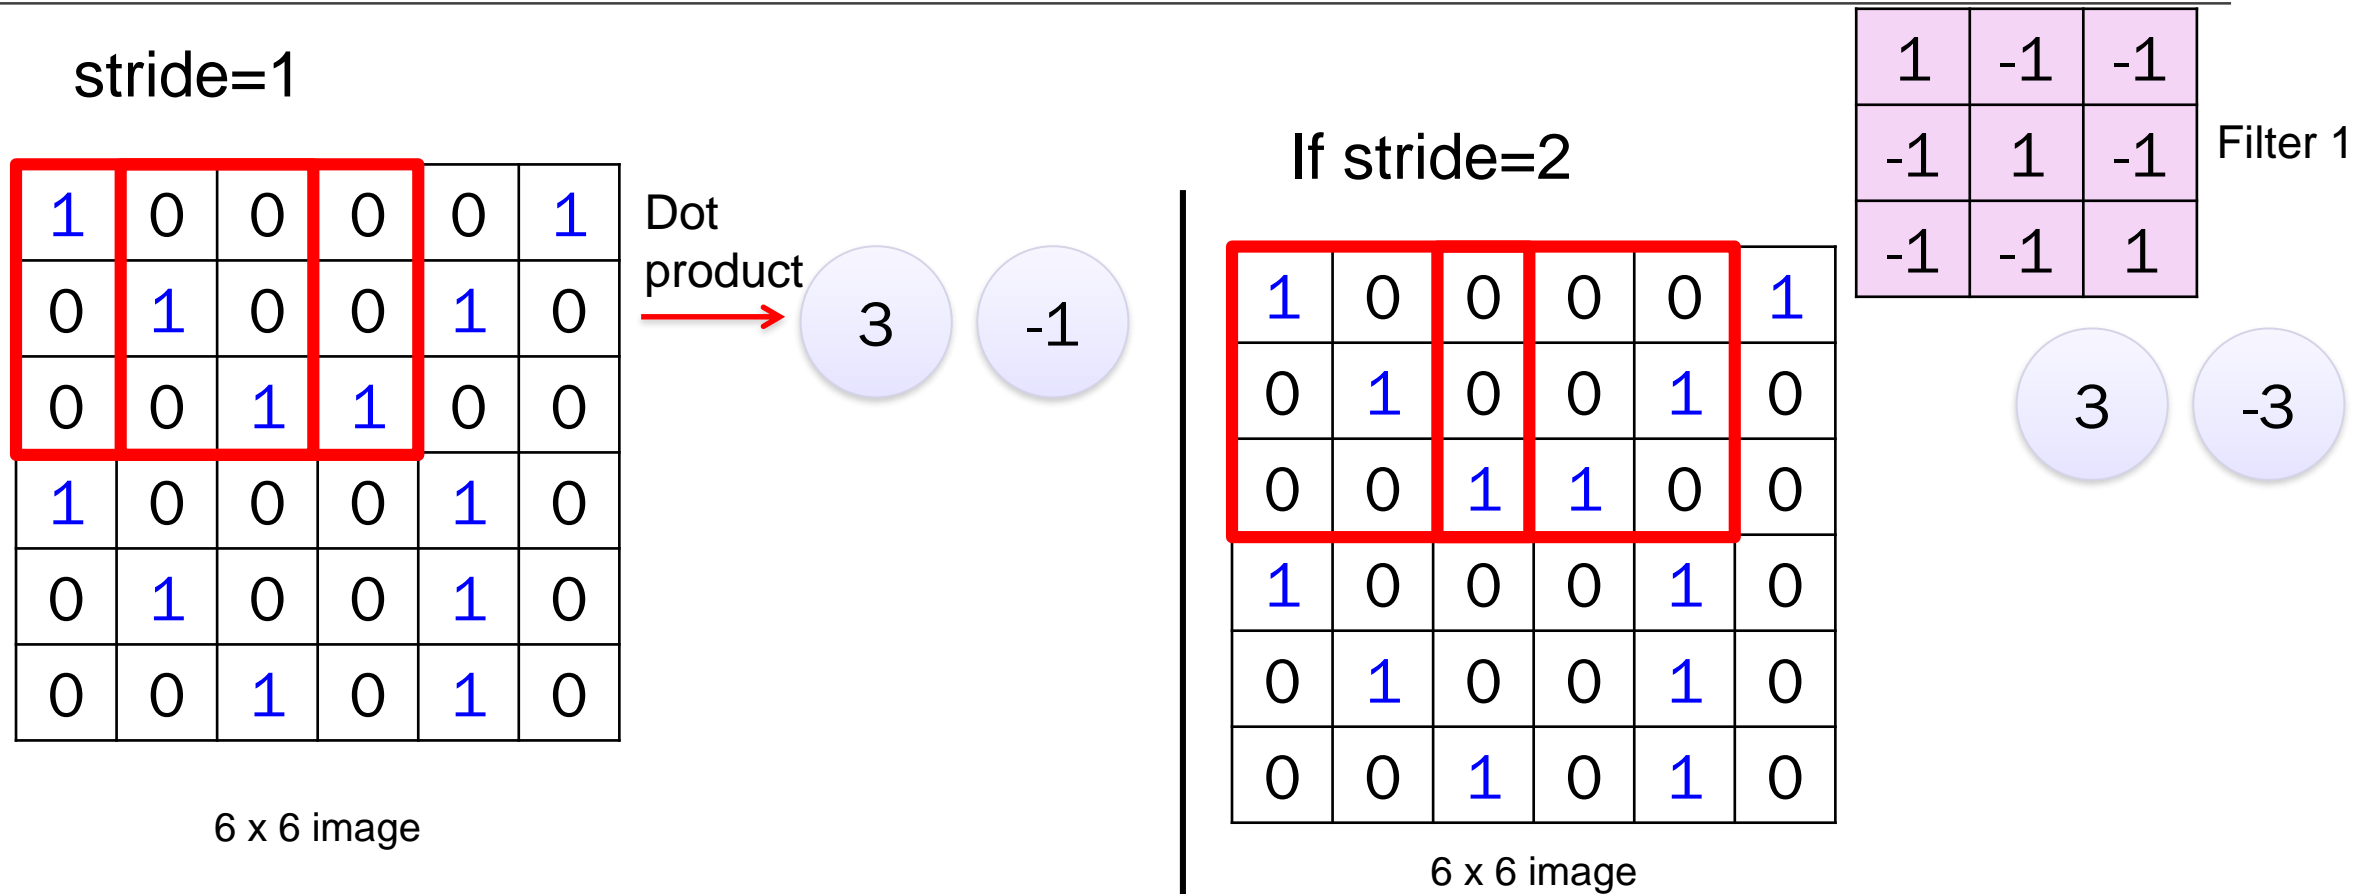 stride=1
1 0 0 0 0 1
0 1 0 0 1 0
0 0 1 1 0 0
1 0 0 0 1 0
0 1 0 0 1 0
0 0 1 0 1 0
6 x 6 image
Dot
product
3 -1
If stride=2
1 0 0 0 0 1
0 1 0 0 1 0
0 0 1 1 0 0
1 0 0 0 1 0
0 1 0 0 1 0
0 0 1 0 1 0
6 x 6 image
1 -1 -1
-1 1 -1
-1 -1 1
Filter 1
3 -3